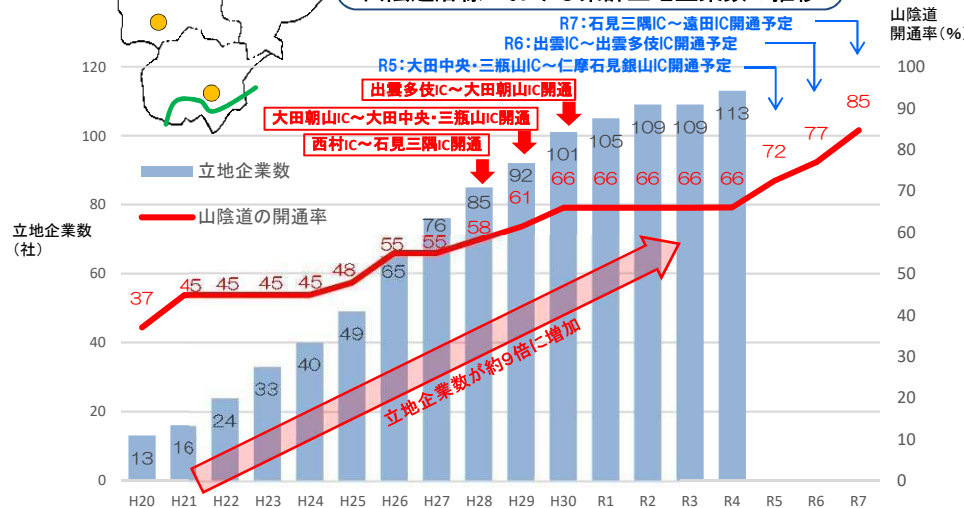 R7:石見三隅IC～遠田IC開通予定
R6:出雲IC～出雲多伎IC開通予定
R5:大田中央・三瓶山IC～仁摩石見銀山IC開通予定
山陰道
開通率(%)
出雲多伎IC～大田朝山IC開通
大田朝山IC～大田中央・三瓶山IC開通
西村IC～石見三隅IC開通
立地企業数
山陰道の開通率
立地企業数
(社)
120
100
80
60
40
20
0
100
90
80
70
60
50
40
30
20
10
0
37 45 45 45 45 48 55 55 58 61 66 66 66 66 66 72 77 85
13 16 24 33 40 49 65 76 85 92 101 105 109 109 113
立地企業数が約9倍に増加
H20 H21 H22 H23 H24 H25 H26 H27 H28 H29 H30 R1 R2 R3 R4 R5 R6 R7